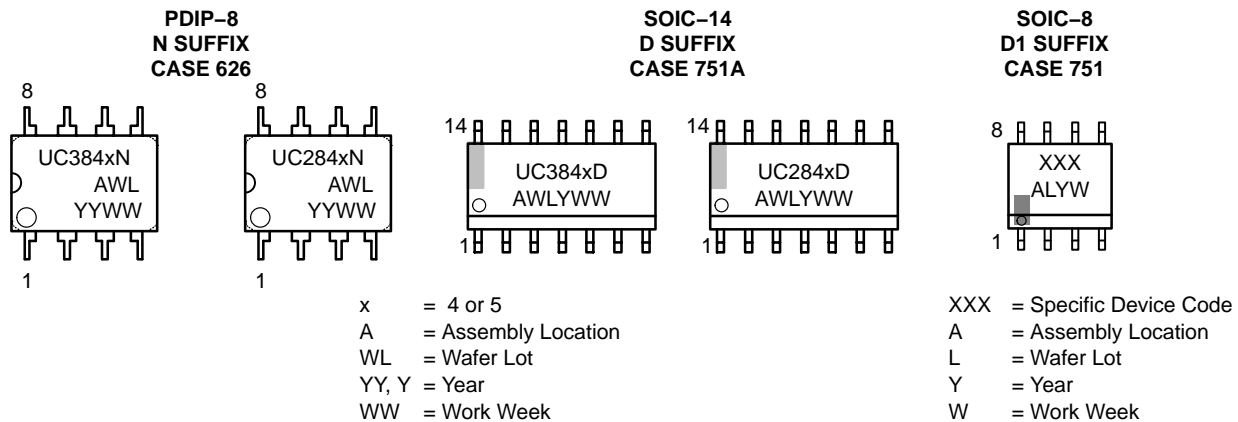 PDIP−8
N SUFFIX
CASE 626
8
UC384xN
AWL
YYWW
1
8
UC284xN
AWL
YYWW
1
SOIC−14
D SUFFIX
CASE 751A
14
UC384xD
AWLYWW
1
14
UC284xD
AWLYWW
1
SOIC−8
D1 SUFFIX
CASE 751
8
XXX
ALYW
1
x = 4 or 5
A = Assembly Location
WL = Wafer Lot
YY, Y = Year
WW = Work Week
XXX = Specific Device Code
A = Assembly Location
L = Wafer Lot
Y = Year
W = Work Week